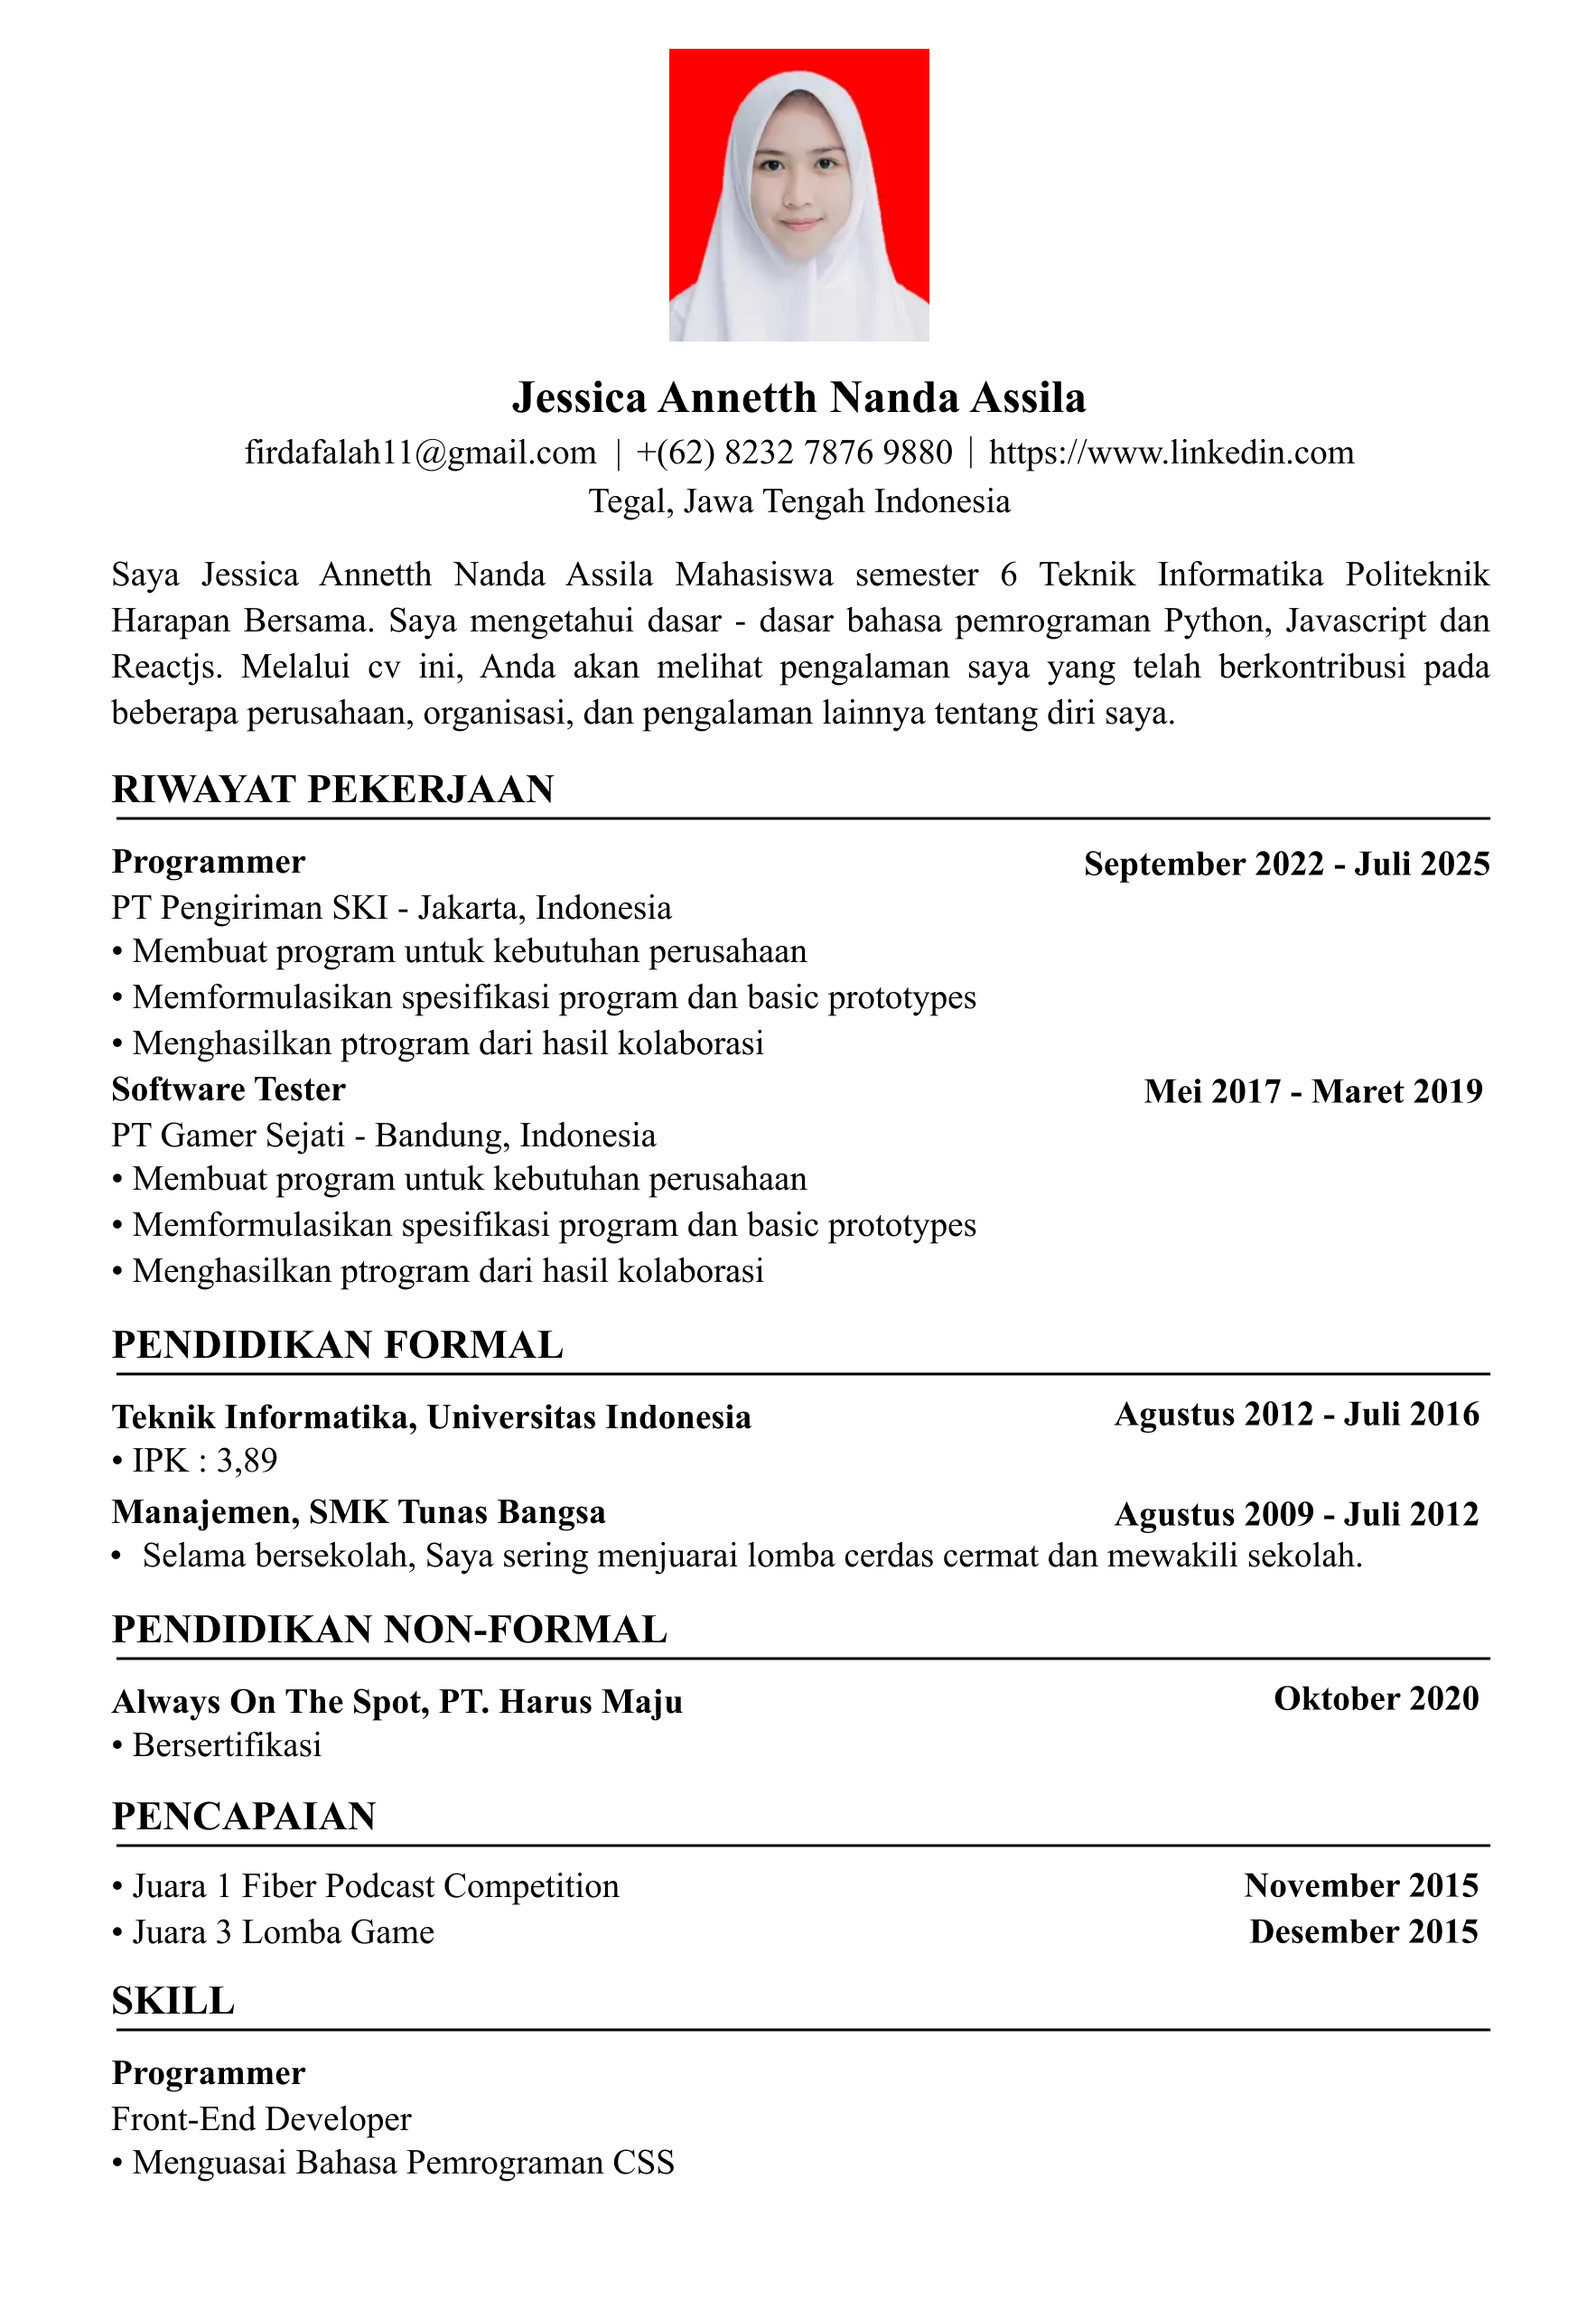 Jessica Annetth Nanda Assila
firdafalah11@gmail.com | +(62) 8232 7876 9880 | https://www.linkedin.com
Tegal, Jawa Tengah Indonesia
Saya Jessica Annetth Nanda Assila Mahasiswa semester 6 Teknik Informatika Politeknik
Harapan Bersama. Saya mengetahui dasar - dasar bahasa pemrograman Python, Javascript dan
Reactjs. Melalui cv ini, Anda akan melihat pengalaman saya yang telah berkontribusi pada
beberapa perusahaan, organisasi, dan pengalaman lainnya tentang diri saya.
RIWAYAT PEKERJAAN
Programmer September 2022 - Juli 2025
PT Pengiriman SKI - Jakarta, Indonesia
• Membuat program untuk kebutuhan perusahaan
• Memformulasikan spesifikasi program dan basic prototypes
• Menghasilkan ptrogram dari hasil kolaborasi
Software Tester Mei 2017 - Maret 2019
PT Gamer Sejati - Bandung, Indonesia
• Membuat program untuk kebutuhan perusahaan
• Memformulasikan spesifikasi program dan basic prototypes
• Menghasilkan ptrogram dari hasil kolaborasi
PENDIDIKAN FORMAL
Teknik Informatika, Universitas Indonesia Agustus 2012 - Juli 2016
• IPK : 3,89
Manajemen, SMK Tunas Bangsa Agustus 2009 - Juli 2012
• Selama bersekolah, Saya sering menjuarai lomba cerdas cermat dan mewakili sekolah.
PENDIDIKAN NON-FORMAL
Always On The Spot, PT. Harus Maju Oktober 2020
• Bersertifikasi
PENCAPAIAN
• Juara 1 Fiber Podcast Competition November 2015
• Juara 3 Lomba Game Desember 2015
SKILL
Programmer
Front-End Developer
• Menguasai Bahasa Pemrograman CSS